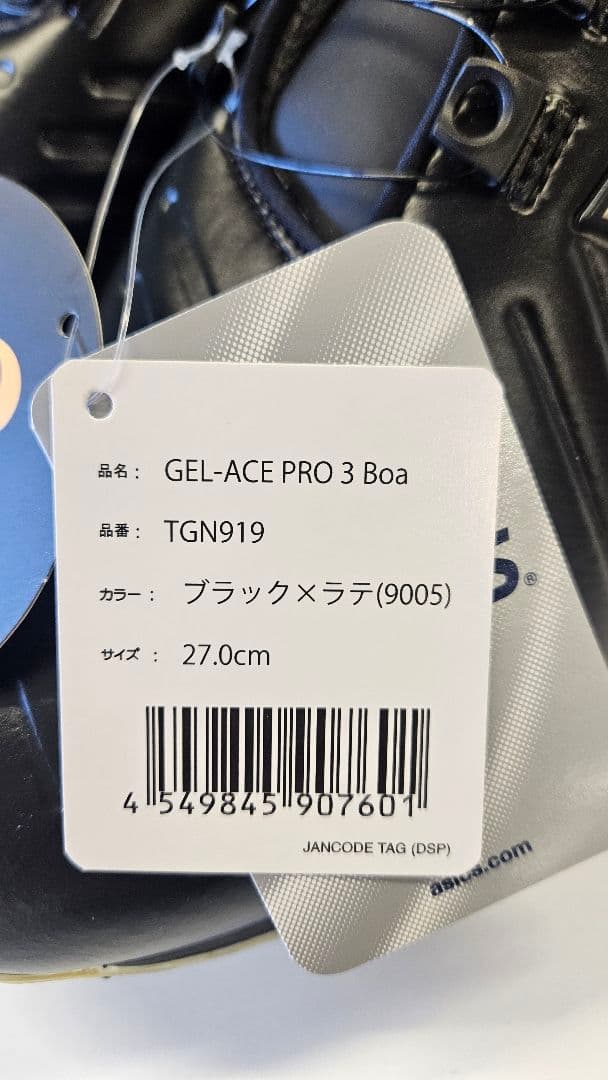 品名： GEL-ACE PRO 3 Boa
品番： TGN919
カラー： ブラック×ラテ(9005)
サイズ： 27.0cm
4 549845 907601
JANCODE TAG (DSP)
asics.com